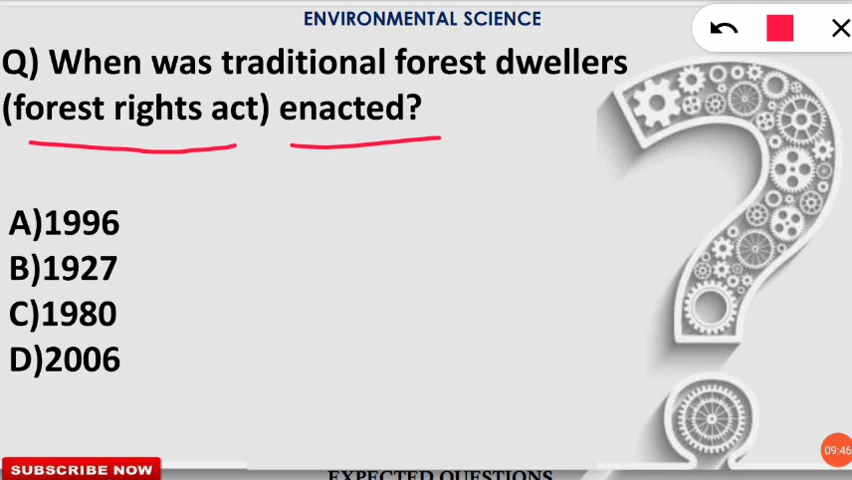 ENVIRONMENTAL SCIENCE
Q) When was traditional forest dwellers
(forest rights act) enacted?
A)1996
B)1927
C)1980
D)2006
09:46
SUBSCRIBE NOW
EXPECTED QUESTIONS